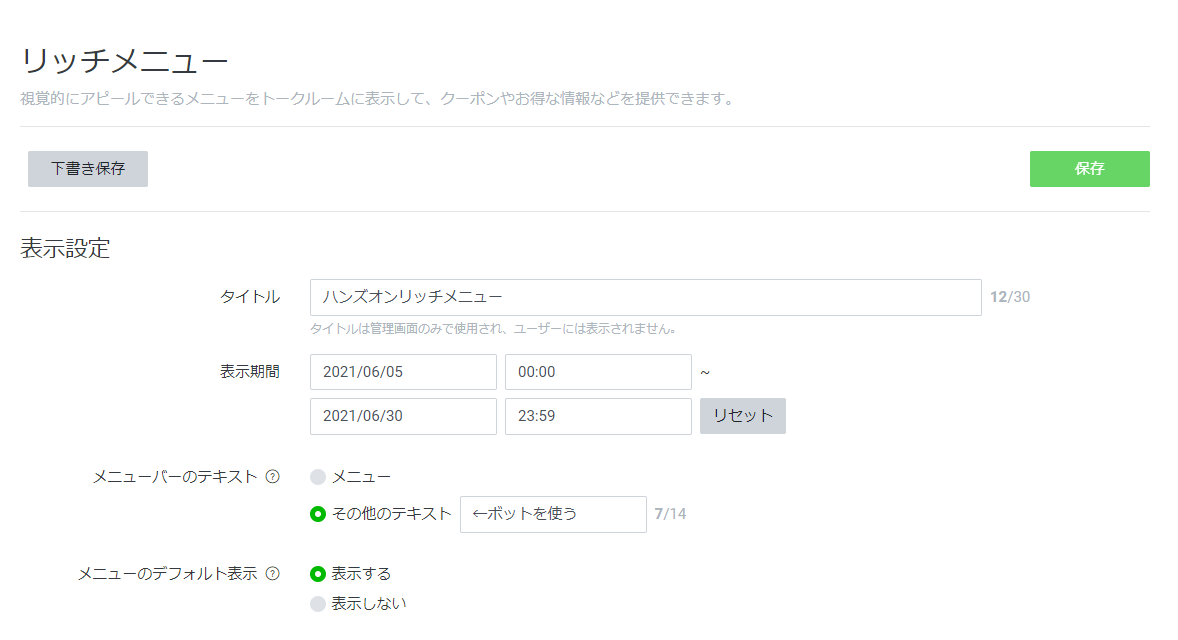 リッチメニュー
視覚的にアピールできるメニューをトークルームに表示して、クーポンやお得な情報などを提供できます。
下書き保存 保存
表示設定
タイトル ハンズオンリッチメニュー 12/30
タイトルは管理画面のみで使用され、ユーザーには表示されません。
表示期間 2021/06/05 00:00 ~
2021/06/30 23:59 リセット
メニューバーのテキスト ? メニュー
その他のテキスト ←ボットを使う 7/14
メニューのデフォルト表示 ? 表示する
表示しない